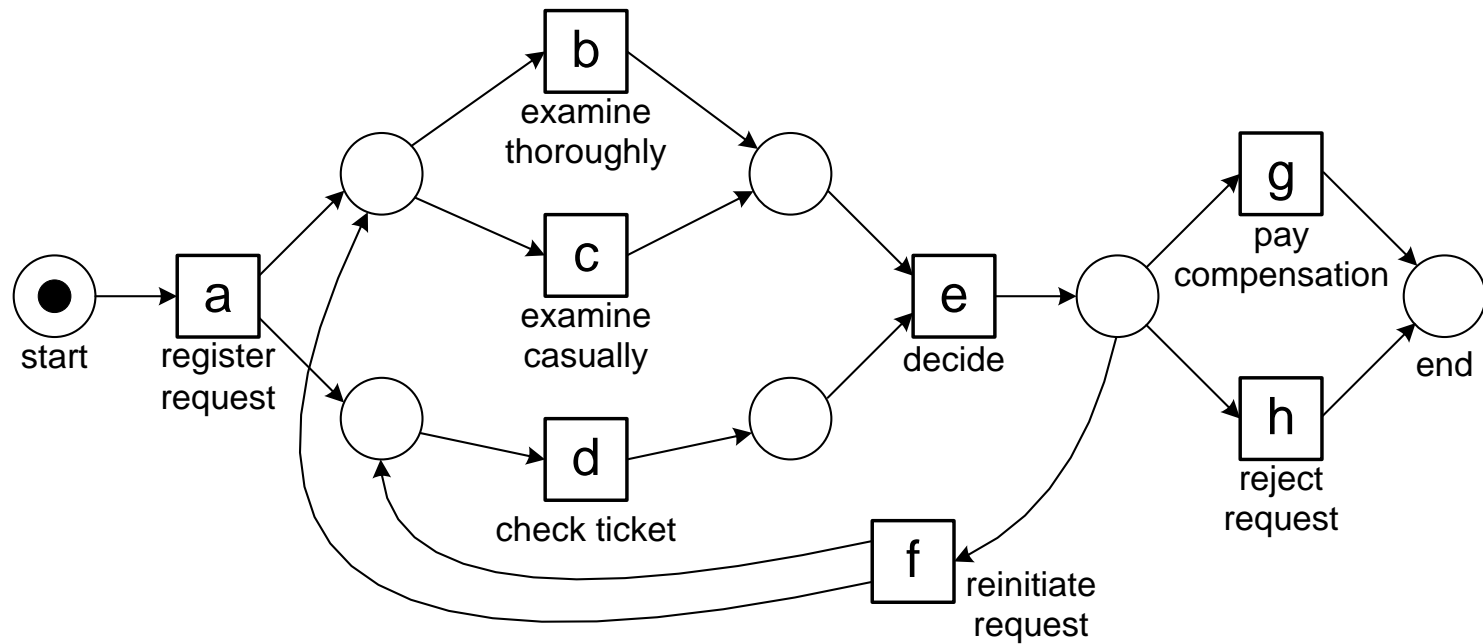 start
a
register
request
b
examine
thoroughly
c
examine
casually
d
check ticket
e
decide
f
reinitiate
request
g
pay
compensation
h
reject
request
end